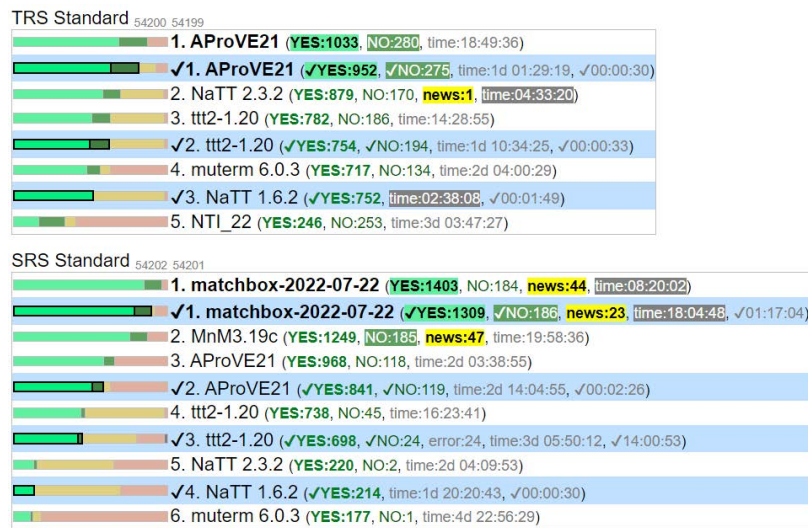 TRS Standard 54200 54199
1. AProVE21 (YES:1033, NO:280, time:18:49:36)
✓1. AProVE21 (✓YES:952, ✓NO:275, time:1d 01:29:19, ✓00:00:30)
2. NaTT 2.3.2 (YES:879, NO:170, news:1, time:04:33:20)
3. ttt2-1.20 (YES:782, NO:186, time:14:28:55)
✓2. ttt2-1.20 (✓YES:754, ✓NO:194, time:1d 10:34:25, ✓00:00:33)
4. muterm 6.0.3 (YES:717, NO:134, time:2d 04:00:29)
✓3. NaTT 1.6.2 (✓YES:752, time:02:38:08, ✓00:01:49)
5. NTI_22 (YES:246, NO:253, time:3d 03:47:27)
SRS Standard 54202 54201
1. matchbox-2022-07-22 (YES:1403, NO:184, news:44, time:08:20:02)
✓1. matchbox-2022-07-22 (✓YES:1309, ✓NO:186, news:23, time:18:04:48, ✓01:17:04)
2. MnM3.19c (YES:1249, NO:185, news:47, time:19:58:36)
3. AProVE21 (YES:968, NO:118, time:2d 03:38:55)
✓2. AProVE21 (✓YES:841, ✓NO:119, time:2d 14:04:55, ✓00:02:26)
4. ttt2-1.20 (YES:738, NO:45, time:16:23:41)
✓3. ttt2-1.20 (✓YES:698, ✓NO:24, error:24, time:3d 05:50:12, ✓14:00:53)
5. NaTT 2.3.2 (YES:220, NO:2, time:2d 04:09:53)
✓4. NaTT 1.6.2 (✓YES:214, time:1d 20:20:43, ✓00:00:30)
6. muterm 6.0.3 (YES:177, NO:1, time:4d 22:56:29)